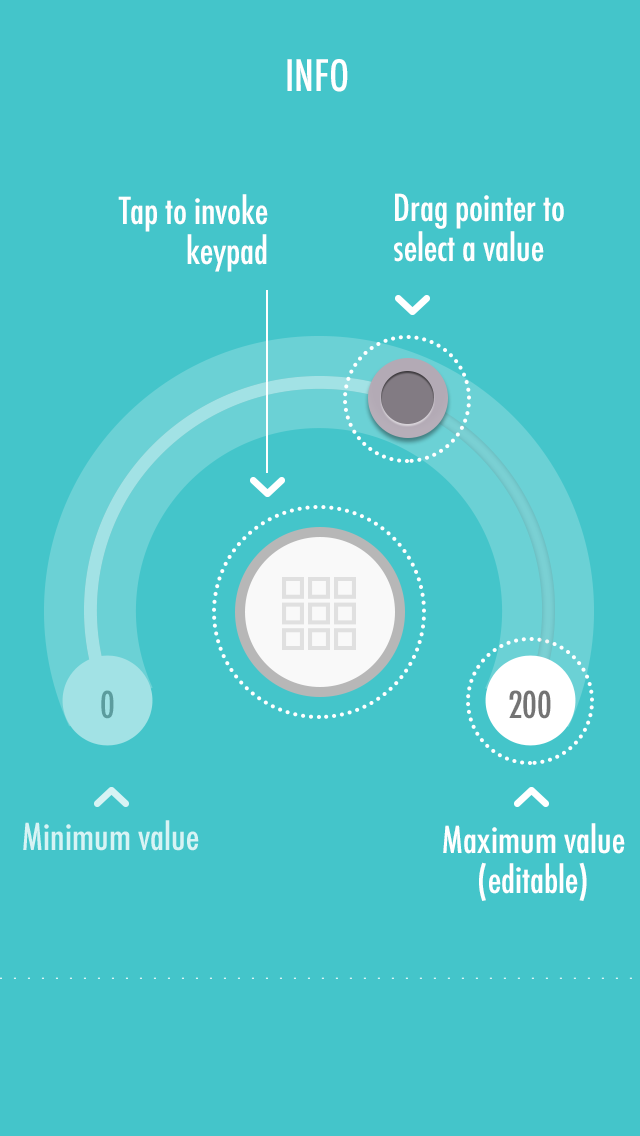 INFO
Tap to invoke
keypad
Drag pointer to
select a value
0
200
Minimum value
Maximum value
(editable)